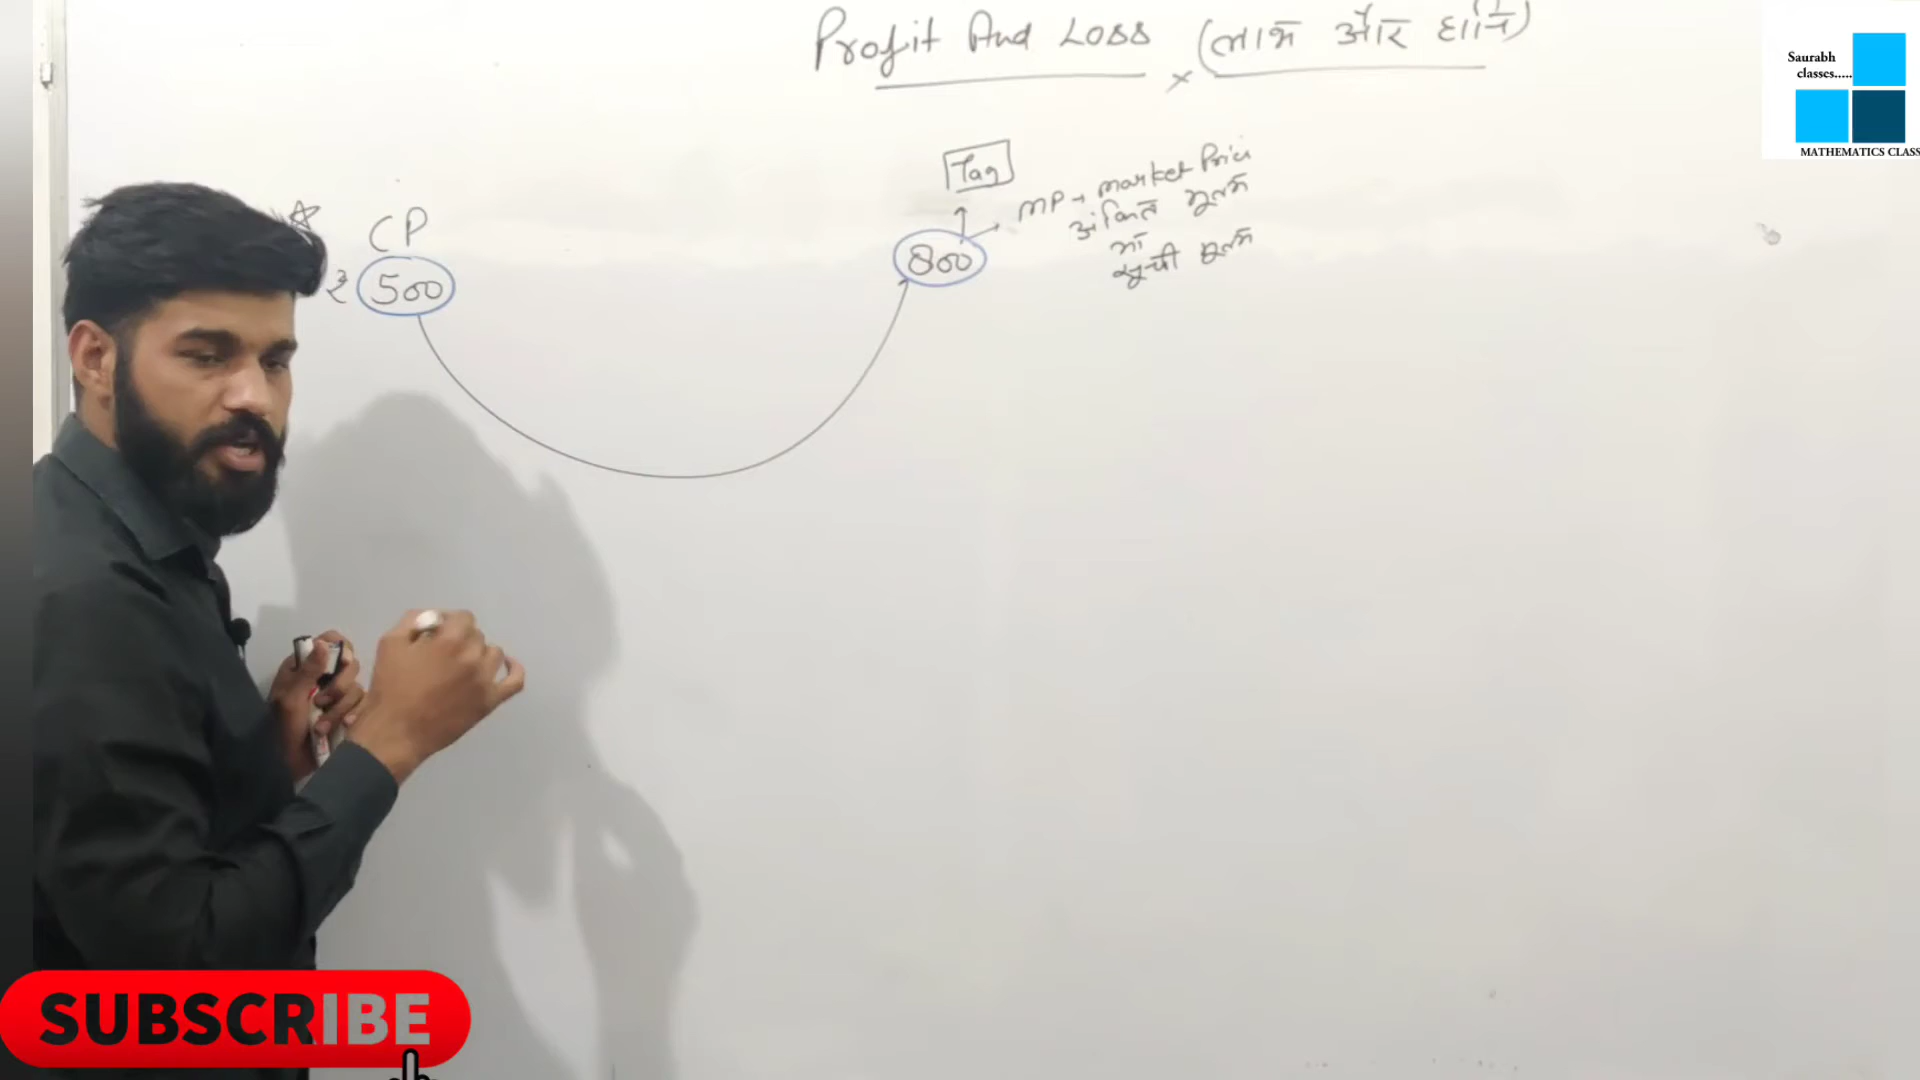 Profit And Loss (लाभ और हानि)
Saurabh
classes.....
MATHEMATICS CLASS
Tag
MP → market Price
अंकित मूल्य
या
सूची मूल्य
CP
₹ 500
800
SUBSCRIBE